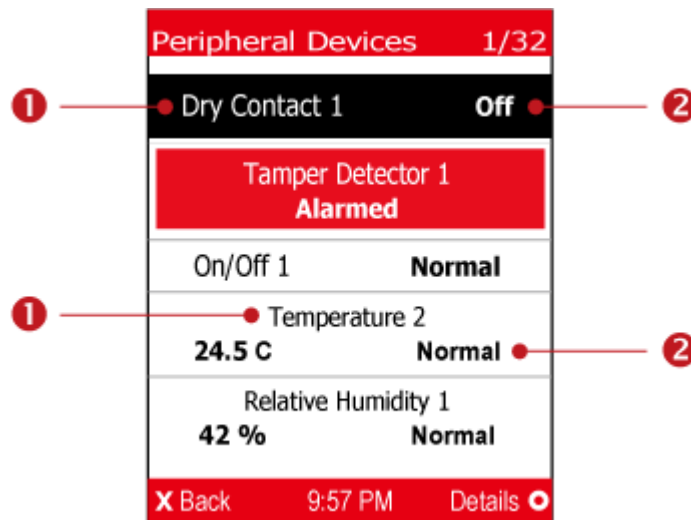 Peripheral Devices 1/32
1 Dry Contact 1 Off 2
Tamper Detector 1
Alarmed
On/Off 1 Normal
1 Temperature 2
24.5 C Normal 2
Relative Humidity 1
42 % Normal
X Back 9:57 PM Details